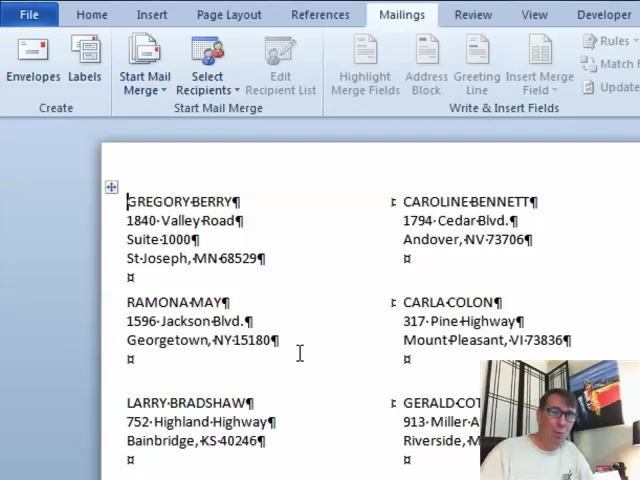 File Home Insert Page Layout References Mailings Review View Developer
Envelopes Labels Start Mail Merge Select Recipients Edit Recipient List Highlight Merge Fields Address Block Greeting Line Insert Merge Field Rules Match Update
Create Start Mail Merge Write & Insert Fields
GREGORY·BERRY¶ ¤ CAROLINE·BENNETT¶
1840·Valley·Road¶ 1794·Cedar·Blvd.¶
Suite·1000¶ Andover,·NV·73706¶
St·Joseph,·MN·68529¶ ¤
¤
RAMONA·MAY¶ ¤ CARLA·COLON¶
1596·Jackson·Blvd.¶ 317·Pine·Highway¶
Georgetown,·NY·15180¶ Mount·Pleasant,·VI·73836¶
¤ ¤
LARRY·BRADSHAW¶ ¤ GERALD·COT
752·Highland·Highway¶ 913·Miller·A
Bainbridge,·KS·40246¶ Riverside,·M
¤ ¤